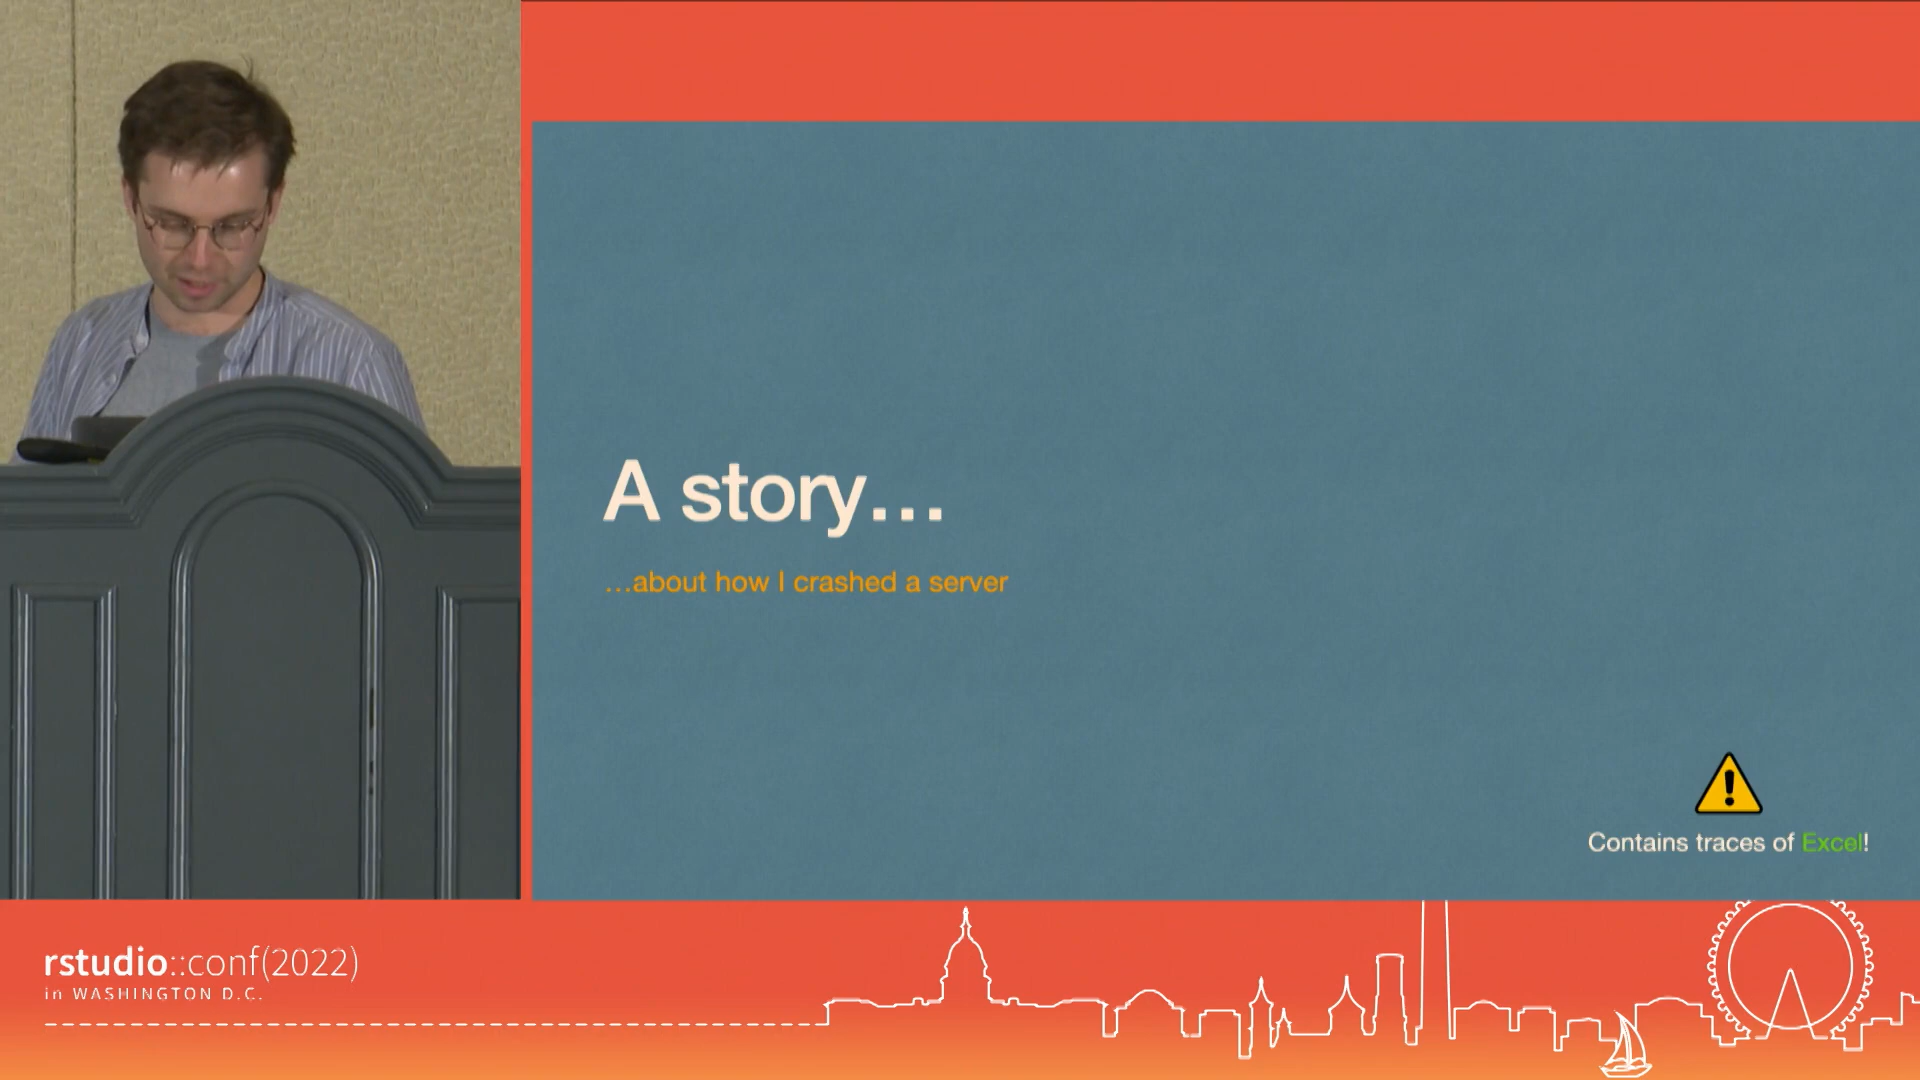 A story...
...about how I crashed a server
Contains traces of Excel!
rstudio::conf(2022)
in WASHINGTON D.C.